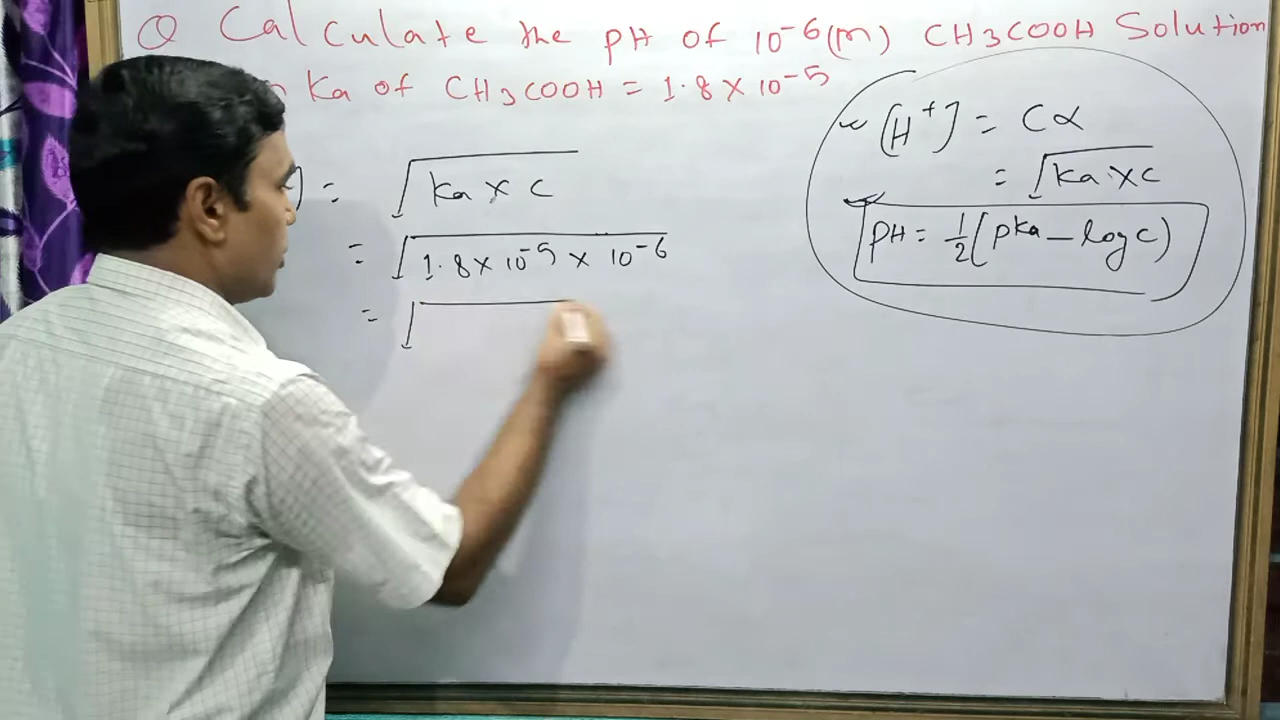 Q Calculate the pH of 10⁻⁶(M) CH3COOH Solution
Ka of CH3COOH = 1.8 × 10⁻⁵
= √Ka × C
= √1.8 × 10⁻⁵ × 10⁻⁶
= √
[H⁺] = Cα
= √Ka × C
PH = ½(Pka – logC)